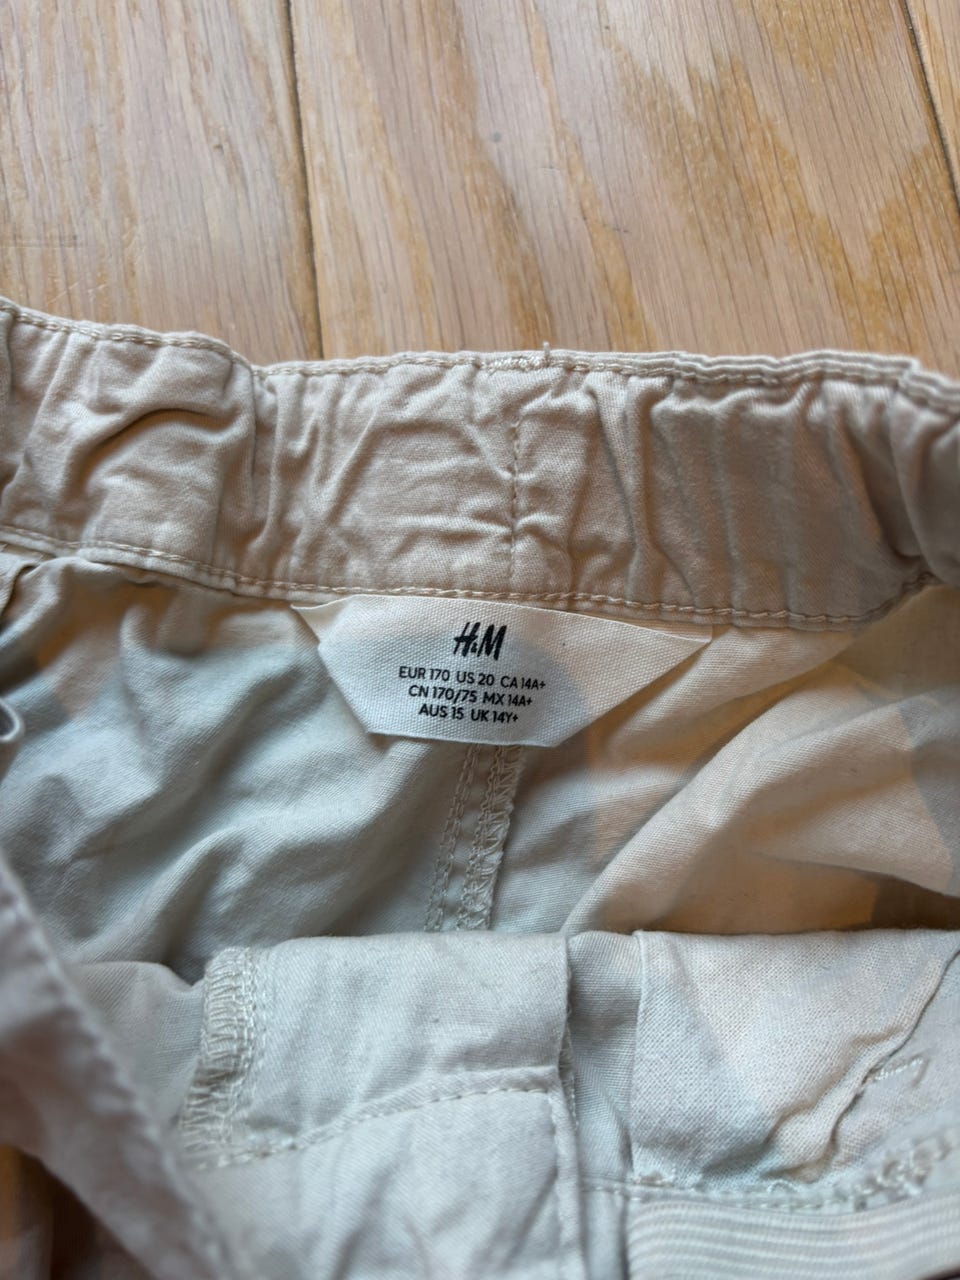 H&M
EUR 170 US 20 CA 14A+
CN 170/75 MX 14A+
AUS 15 UK 14Y+